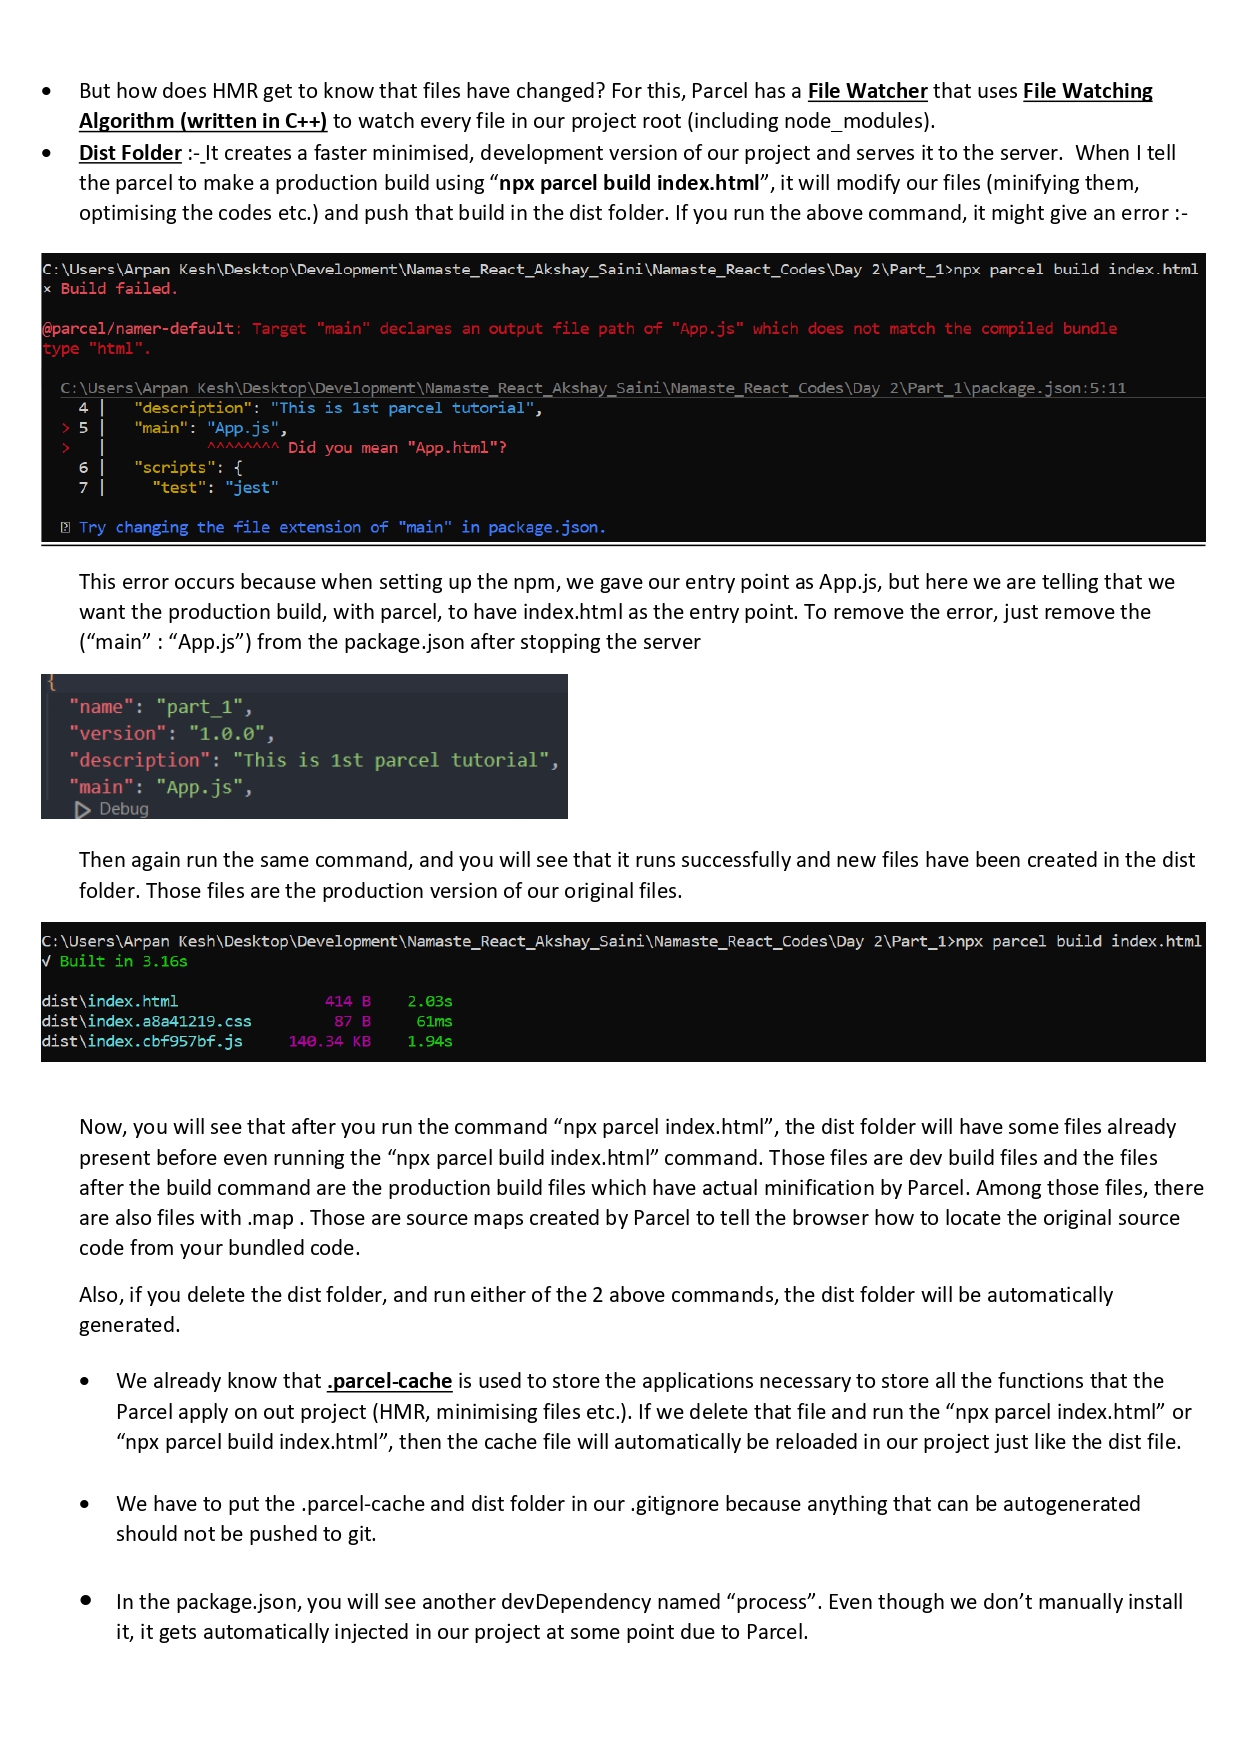 • But how does HMR get to know that files have changed? For this, Parcel has a File Watcher that uses File Watching
Algorithm (written in C++) to watch every file in our project root (including node_modules).
• Dist Folder :- It creates a faster minimised, development version of our project and serves it to the server.  When I tell
the parcel to make a production build using “npx parcel build index.html”, it will modify our files (minifying them,
optimising the codes etc.) and push that build in the dist folder. If you run the above command, it might give an error :-
C:\Users\Arpan Kesh\Desktop\Development\Namaste_React_Akshay_Saini\Namaste_React_Codes\Day 2\Part_1>npx parcel build index.html
× Build failed.
@parcel/namer-default: Target "main" declares an output file path of "App.js" which does not match the compiled bundle
type "html".
C:\Users\Arpan Kesh\Desktop\Development\Namaste_React_Akshay_Saini\Namaste_React_Codes\Day 2\Part_1\package.json:5:11
4 |   "description": "This is 1st parcel tutorial",
> 5 |   "main": "App.js",
>   |           ^^^^^^^^ Did you mean "App.html"?
6 |   "scripts": {
7 |     "test": "jest"
Try changing the file extension of "main" in package.json.
This error occurs because when setting up the npm, we gave our entry point as App.js, but here we are telling that we
want the production build, with parcel, to have index.html as the entry point. To remove the error, just remove the
(“main” : “App.js”) from the package.json after stopping the server
{
"name": "part_1",
"version": "1.0.0",
"description": "This is 1st parcel tutorial",
"main": "App.js",
Debug
Then again run the same command, and you will see that it runs successfully and new files have been created in the dist
folder. Those files are the production version of our original files.
C:\Users\Arpan Kesh\Desktop\Development\Namaste_React_Akshay_Saini\Namaste_React_Codes\Day 2\Part_1>npx parcel build index.html
√ Built in 3.16s
dist\index.html                414 B    2.03s
dist\index.a8a41219.css         87 B     61ms
dist\index.cbf957bf.js     140.34 KB    1.94s
Now, you will see that after you run the command “npx parcel index.html”, the dist folder will have some files already
present before even running the “npx parcel build index.html” command. Those files are dev build files and the files
after the build command are the production build files which have actual minification by Parcel. Among those files, there
are also files with .map . Those are source maps created by Parcel to tell the browser how to locate the original source
code from your bundled code.
Also, if you delete the dist folder, and run either of the 2 above commands, the dist folder will be automatically
generated.
• We already know that .parcel-cache is used to store the applications necessary to store all the functions that the
Parcel apply on out project (HMR, minimising files etc.). If we delete that file and run the “npx parcel index.html” or
“npx parcel build index.html”, then the cache file will automatically be reloaded in our project just like the dist file.
• We have to put the .parcel-cache and dist folder in our .gitignore because anything that can be autogenerated
should not be pushed to git.
• In the package.json, you will see another devDependency named “process”. Even though we don’t manually install
it, it gets automatically injected in our project at some point due to Parcel.